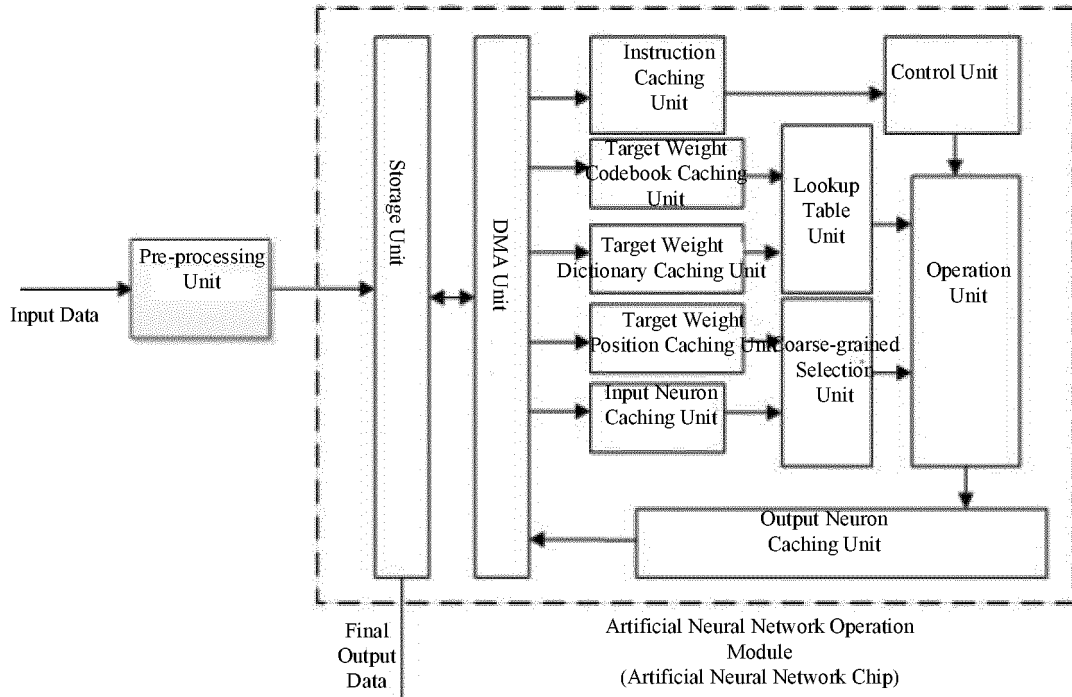 Input Data
Pre-processing
Unit
Storage Unit
DMA Unit
Instruction
Caching
Unit
Control Unit
Target Weight
Codebook Caching
Unit
Lookup
Table
Unit
Target Weight
Dictionary Caching Unit
Operation
Unit
Target Weight
Position Caching Unit
Coarse-grained
Selection
Unit
Input Neuron
Caching Unit
Output Neuron
Caching Unit
Final
Output
Data
Artificial Neural Network Operation
Module
(Artificial Neural Network Chip)